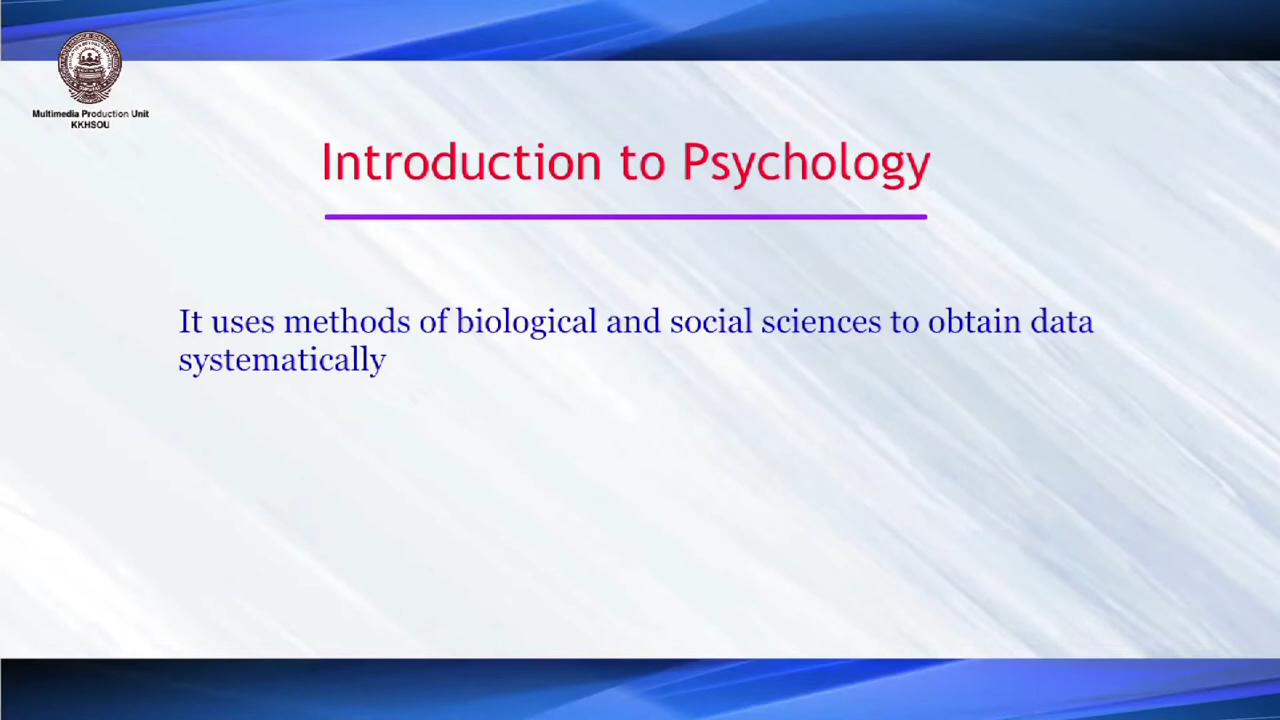 Multimedia Production Unit
KKHSOU
Introduction to Psychology
It uses methods of biological and social sciences to obtain data
systematically